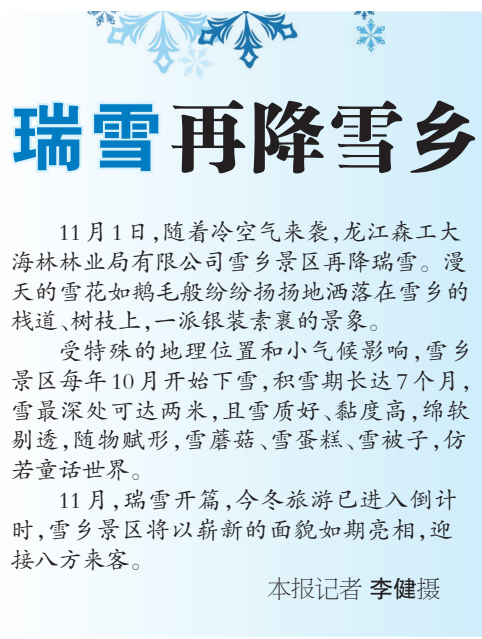 瑞雪再降雪乡
11月1日,随着冷空气来袭,龙江森工大
海林林业局有限公司雪乡景区再降瑞雪。漫
天的雪花如鹅毛般纷纷扬扬地洒落在雪乡的
栈道、树枝上,一派银装素裹的景象。
受特殊的地理位置和小气候影响,雪乡
景区每年10月开始下雪,积雪期长达7个月,
雪最深处可达两米,且雪质好、黏度高,绵软
剔透,随物赋形,雪蘑菇、雪蛋糕、雪被子,仿
若童话世界。
11月,瑞雪开篇,今冬旅游已进入倒计
时,雪乡景区将以崭新的面貌如期亮相,迎
接八方来客。
本报记者 李健摄